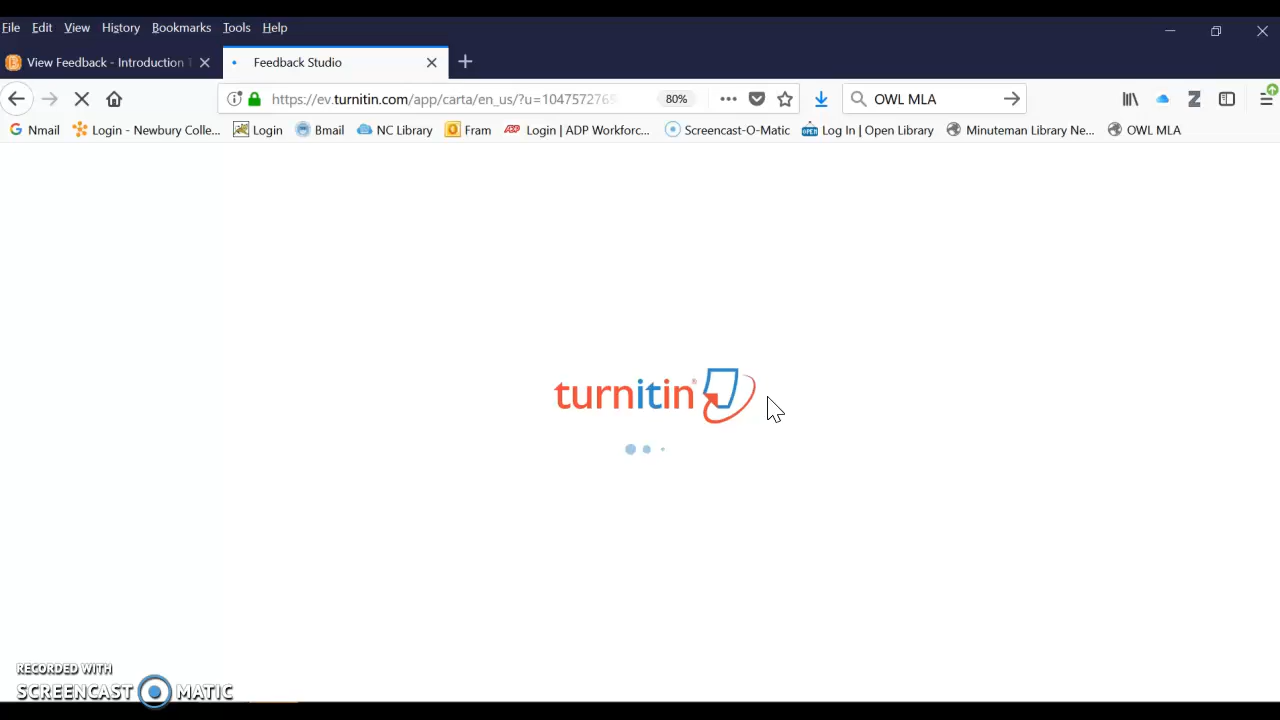 File Edit View History Bookmarks Tools Help
View Feedback - Introduction Feedback Studio
https://ev.turnitin.com/app/carta/en_us/?u=1047572765 80% OWL MLA
Nmail Login - Newbury Colle... Login Bmail NC Library Fram Login | ADP Workforc... Screencast-O-Matic Log In | Open Library Minuteman Library Ne... OWL MLA
turnitin
RECORDED WITH
SCREENCAST MATIC